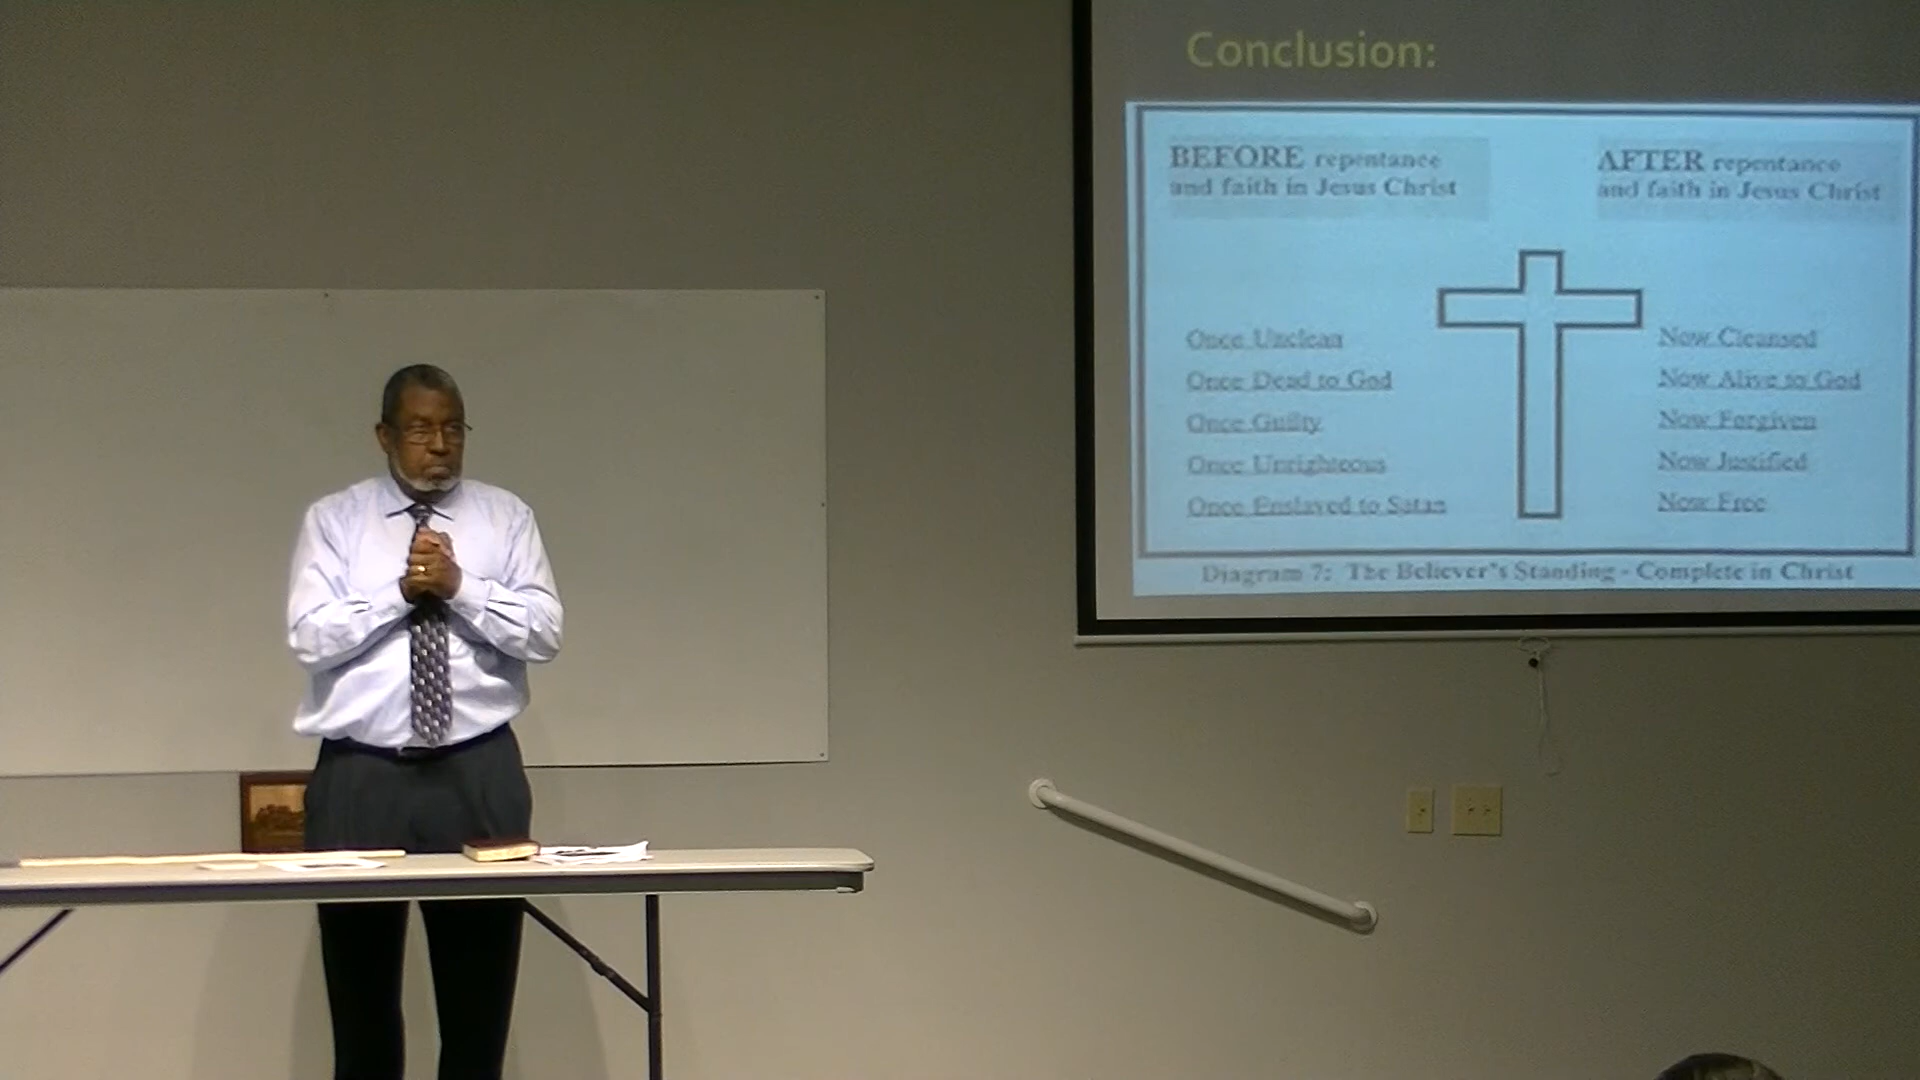 Conclusion:
BEFORE repentance
and faith in Jesus Christ
AFTER repentance
and faith in Jesus Christ
Once Unclean
Once Dead to God
Once Guilty
Once Unrighteous
Once Enslaved to Satan
Now Cleansed
Now Alive to God
Now Forgiven
Now Justified
Now Free
Diagram 7: The Believer's Standing - Complete in Christ